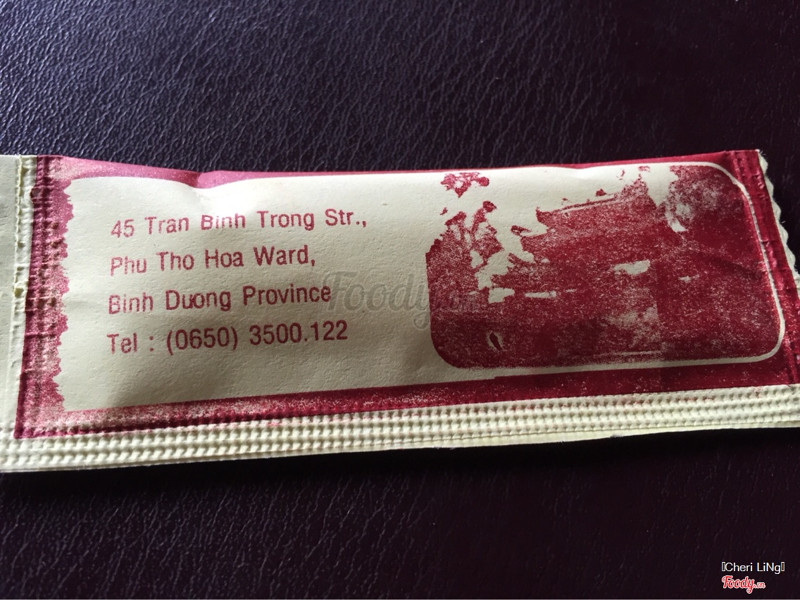 45 Tran Binh Trong Str.,
Phu Tho Hoa Ward,
Binh Duong Province
Tel : (0650) 3500.122
Foody
Cheri LiNg
Foody.vn